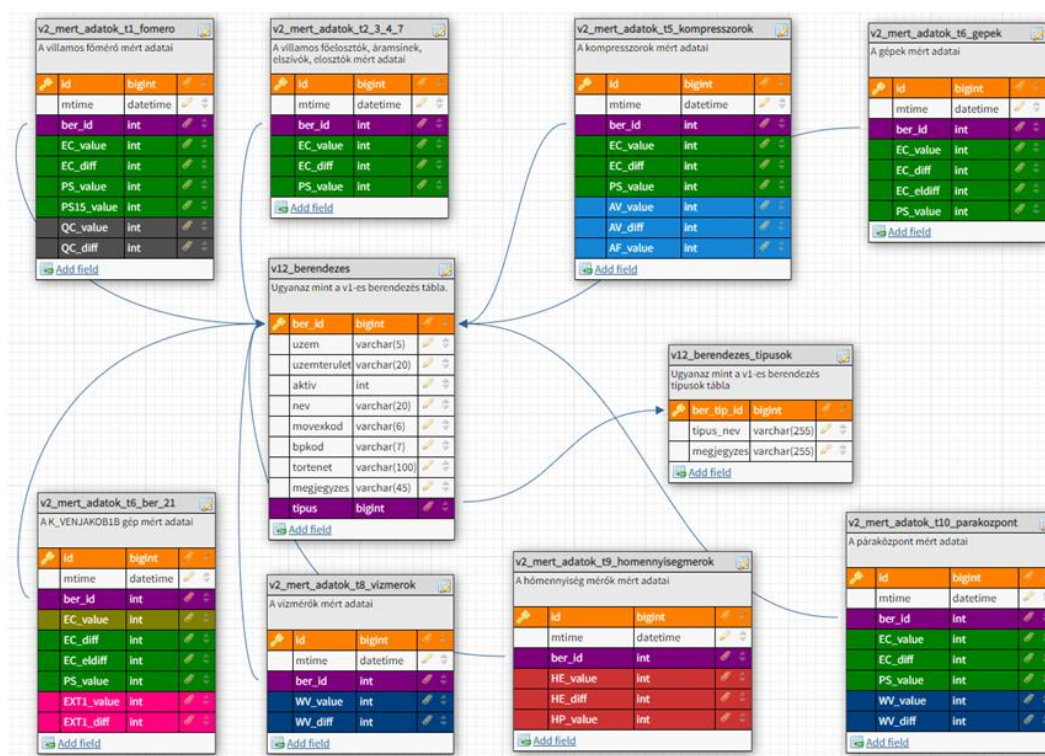 v2_mert_adatok_t1_fomero
A villamos főmérő mért adatai
id bigint
mtime datetime
ber_id int
EC_value int
EC_diff int
PS_value int
PS15_value int
QC_value int
QC_diff int
Add field
v2_mert_adatok_t2_3_4_7
A villamos főelosztók, áramsínek,
elszívók, elosztók mért adatai
id bigint
mtime datetime
ber_id int
EC_value int
EC_diff int
PS_value int
Add field
v2_mert_adatok_t5_kompresszorok
A kompresszorok mért adatai
id bigint
mtime datetime
ber_id int
EC_value int
EC_diff int
PS_value int
AV_value int
AV_diff int
AF_value int
Add field
v2_mert_adatok_t6_gepek
A gépek mért adatai
id bigint
mtime datetime
ber_id int
EC_value int
EC_diff int
EC_eldiff int
PS_value int
Add field
v12_berendezes
Ugyanaz mint a v1-es berendezés tábla.
ber_id bigint
uzem varchar(5)
uzemterulet varchar(20)
aktiv int
nev varchar(20)
movexkod varchar(6)
bpkod varchar(7)
tortenet varchar(100)
megjegyzes varchar(45)
tipus bigint
Add field
v12_berendezes_tipusok
Ugyanaz mint a v1-es berendezés
típusok tábla
ber_tip_id bigint
tipus_nev varchar(255)
megjegyzes varchar(255)
Add field
v2_mert_adatok_t6_ber_21
A K_VENJAKOB1B gép mért adatai
id bigint
mtime datetime
ber_id int
EC_value int
EC_diff int
EC_eldiff int
PS_value int
EXT1_value int
EXT1_diff int
Add field
v2_mert_adatok_t8_vizmerok
A vízmérők mért adatai
id bigint
mtime datetime
ber_id int
WV_value int
WV_diff int
Add field
v2_mert_adatok_t9_homennyisegmerok
A hőmennyiség mérők mért adatai
id bigint
mtime datetime
ber_id int
HE_value int
HE_diff int
HP_value int
Add field
v2_mert_adatok_t10_parakozpont
A páraközpont mért adatai
id bigint
mtime datetime
ber_id int
EC_value int
EC_diff int
PS_value int
WV_value int
WV_diff int
Add field